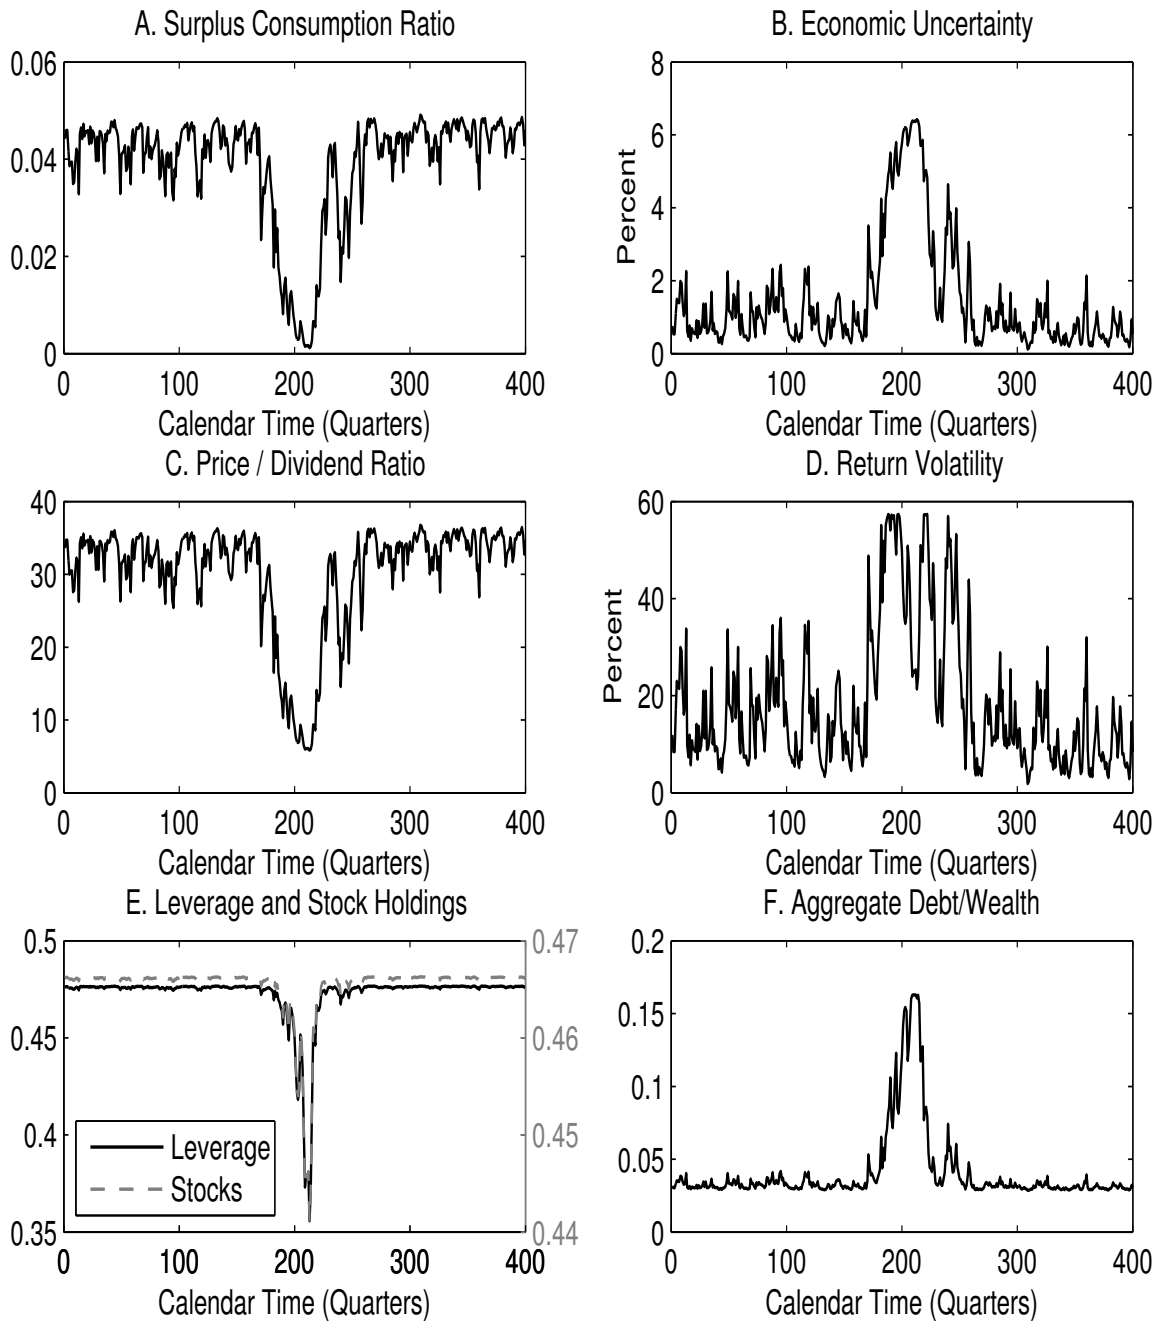 A. Surplus Consumption Ratio
0.06
0.04
0.02
0
0 100 200 300 400
Calendar Time (Quarters)
B. Economic Uncertainty
Percent
8
6
4
2
0
0 100 200 300 400
Calendar Time (Quarters)
C. Price / Dividend Ratio
40
30
20
10
0
0 100 200 300 400
Calendar Time (Quarters)
D. Return Volatility
Percent
60
40
20
0
0 100 200 300 400
Calendar Time (Quarters)
E. Leverage and Stock Holdings
0.5
0.45
0.4
0.35
0.47
0.46
0.45
0.44
Leverage
Stocks
0 100 200 300 400
Calendar Time (Quarters)
F. Aggregate Debt/Wealth
0.2
0.15
0.1
0.05
0
0 100 200 300 400
Calendar Time (Quarters)